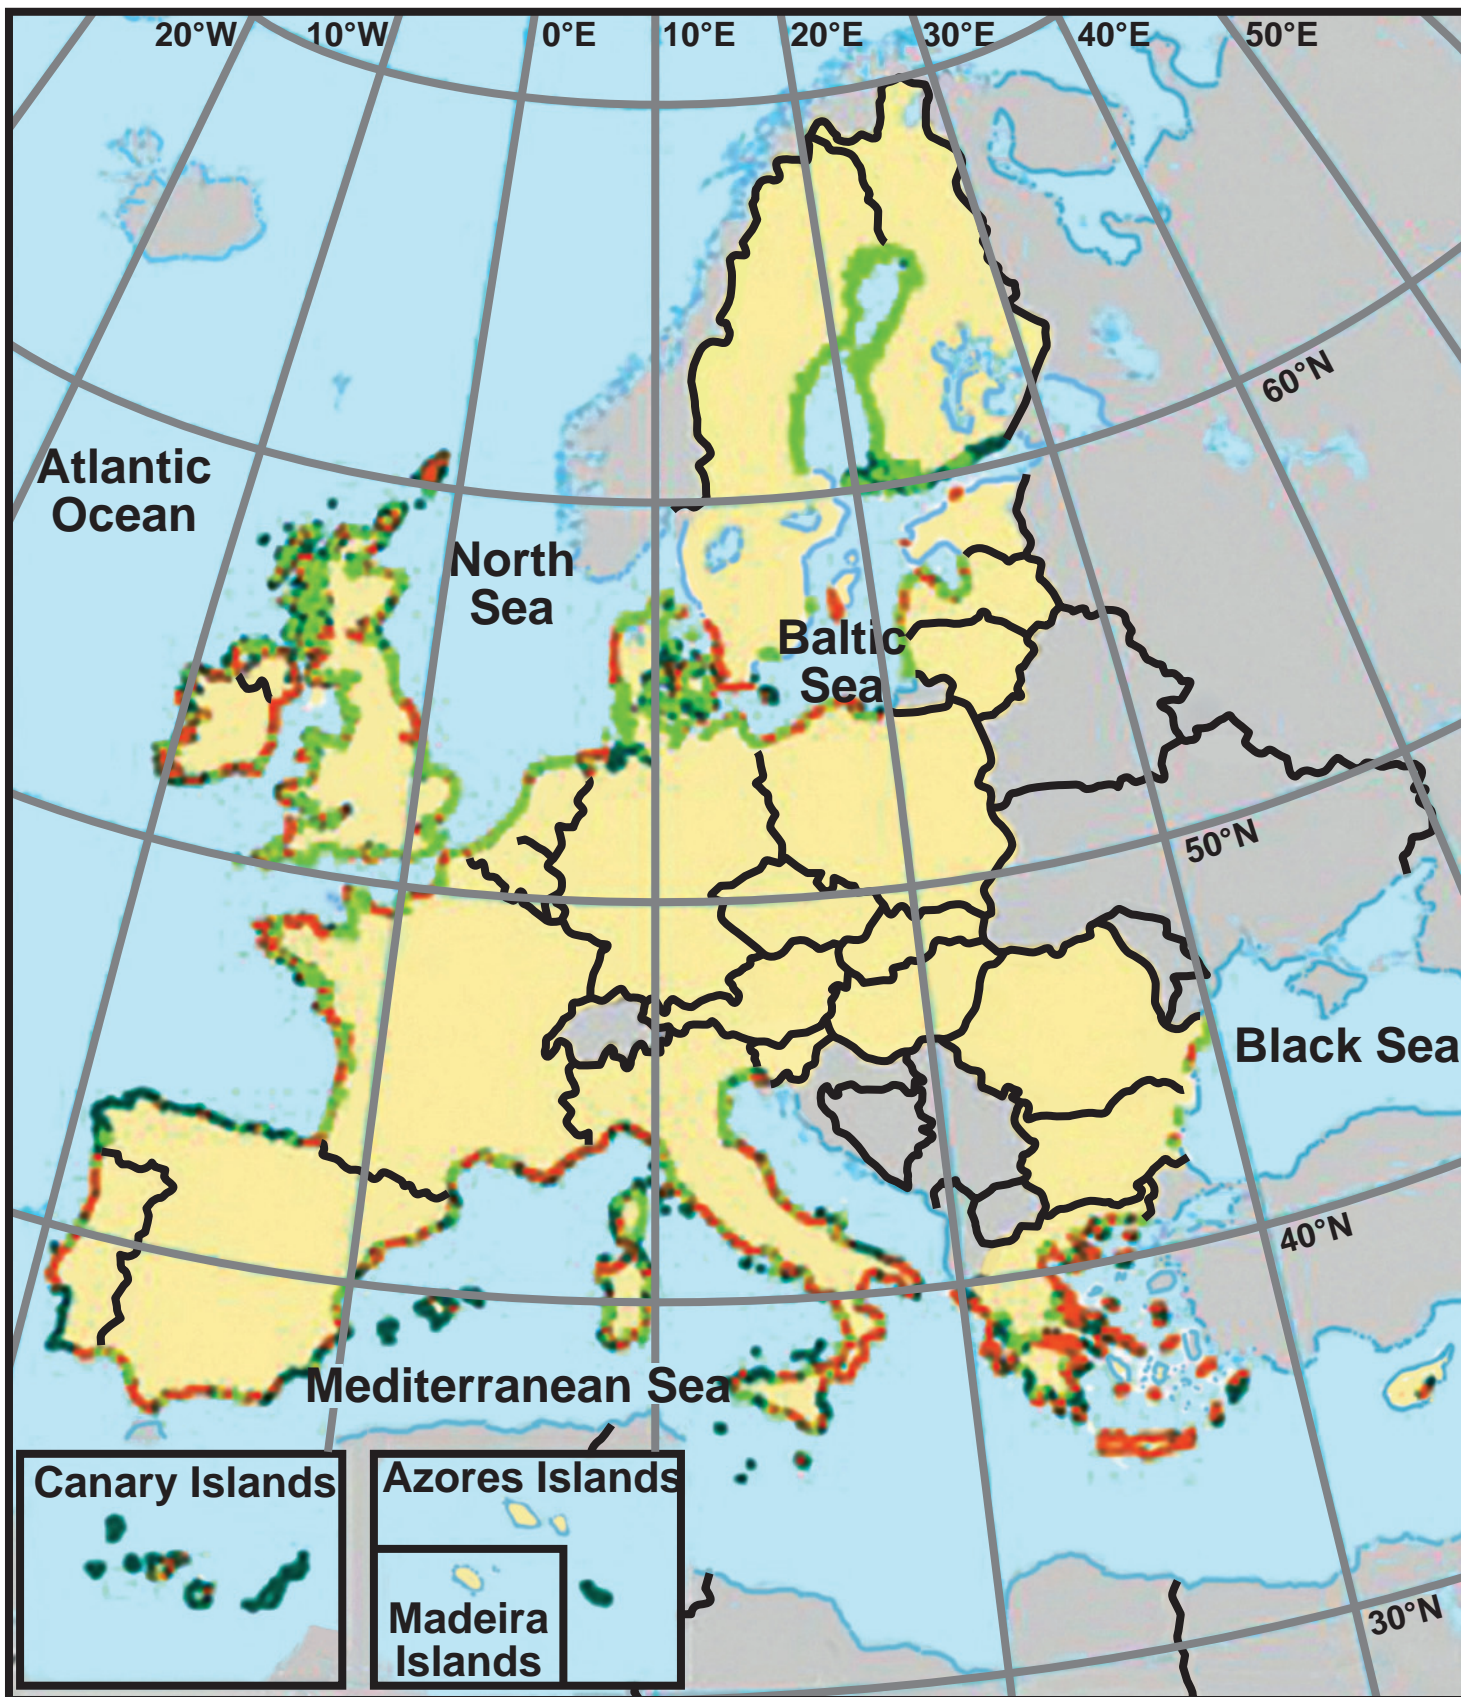 20°W 10°W 0°E 10°E 20°E 30°E 40°E 50°E
60°N
Atlantic
Ocean
North
Sea
Baltic
Sea
50°N
Black Sea
40°N
Mediterranean Sea
Canary Islands
Azores Islands
Madeira
Islands
30°N